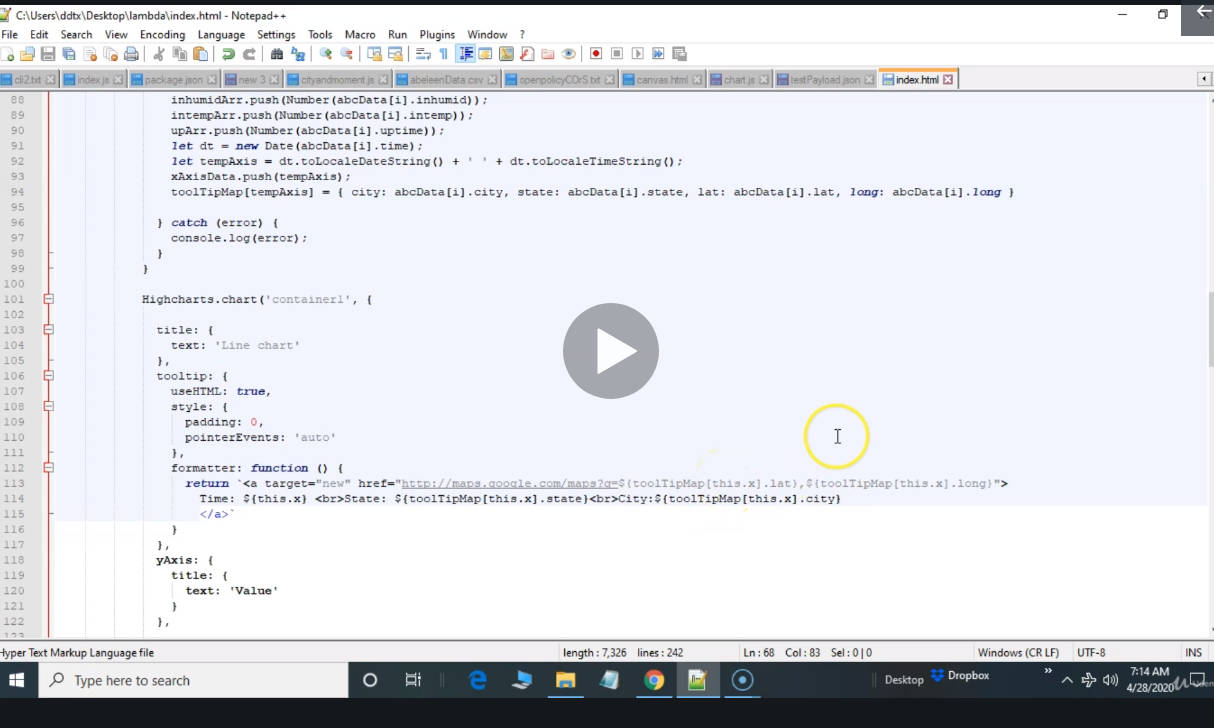 C:\Users\ddtx\Desktop\lambda\index.html - Notepad++
File Edit Search View Encoding Language Settings Tools Macro Run Plugins Window ?
cli2.txt index.js package.json new 3 cityandmoment.js abeleenData.csv openpolicyCOrS.txt canvas.html chart.js testPayload.json index.html
88 inhumidArr.push(Number(abcData[i].inhumid));
89 intempArr.push(Number(abcData[i].intemp));
90 upArr.push(Number(abcData[i].uptime));
91 let dt = new Date(abcData[i].time);
92 let tempAxis = dt.toLocaleDateString() + ' ' + dt.toLocaleTimeString();
93 xAxisData.push(tempAxis);
94 toolTipMap[tempAxis] = { city: abcData[i].city, state: abcData[i].state, lat: abcData[i].lat, long: abcData[i].long }
95
96 } catch (error) {
97 console.log(error);
98 }
99 }
100
101 Highcharts.chart('container1', {
102
103 title: {
104 text: 'Line chart'
105 },
106 tooltip: {
107 useHTML: true,
108 style: {
109 padding: 0,
110 pointerEvents: 'auto'
111 },
112 formatter: function () {
113 return `<a target="new" href="http://maps.google.com/maps?q=${toolTipMap[this.x].lat},${toolTipMap[this.x].long}">
114 Time: ${this.x} <br>State: ${toolTipMap[this.x].state}<br>City:${toolTipMap[this.x].city}
115 </a>`
116 }
117 },
118 yAxis: {
119 title: {
120 text: 'Value'
121 }
122 },
123
Hyper Text Markup Language file length : 7,326 lines : 242 Ln : 68 Col : 83 Sel : 0 | 0 Windows (CR LF) UTF-8 INS
Type here to search Desktop Dropbox 7:14 AM
4/28/2020